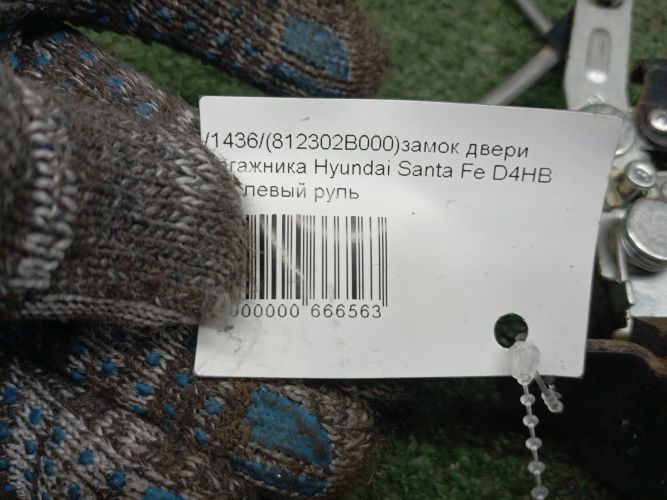 /1436/(812302B000)замок двери
Hyundai Santa Fe D4HB
левый руль
000000 666563